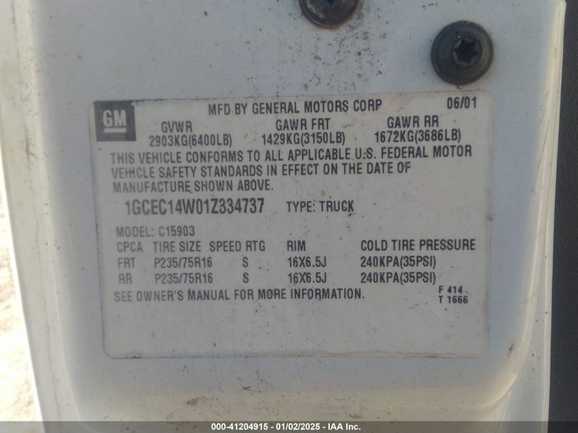 GM
MFD BY GENERAL MOTORS CORP 06/01
GVWR GAWR FRT GAWR RR
2903KG(6400LB) 1429KG(3150LB) 1672KG(3686LB)
THIS VEHICLE CONFORMS TO ALL APPLICABLE U.S. FEDERAL MOTOR
VEHICLE SAFETY STANDARDS IN EFFECT ON THE DATE OF
MANUFACTURE SHOWN ABOVE.
1GCEC14W01Z334737 TYPE: TRUCK
MODEL: C15903
CPCA TIRE SIZE SPEED RTG RIM COLD TIRE PRESSURE
FRT P235/75R16 S 16X6.5J 240KPA(35PSI)
RR P235/75R16 S 16X6.5J 240KPA(35PSI)
SEE OWNER'S MANUAL FOR MORE INFORMATION.
F 414
T 1666
000-41204915 - 01/02/2025 - IAA Inc.